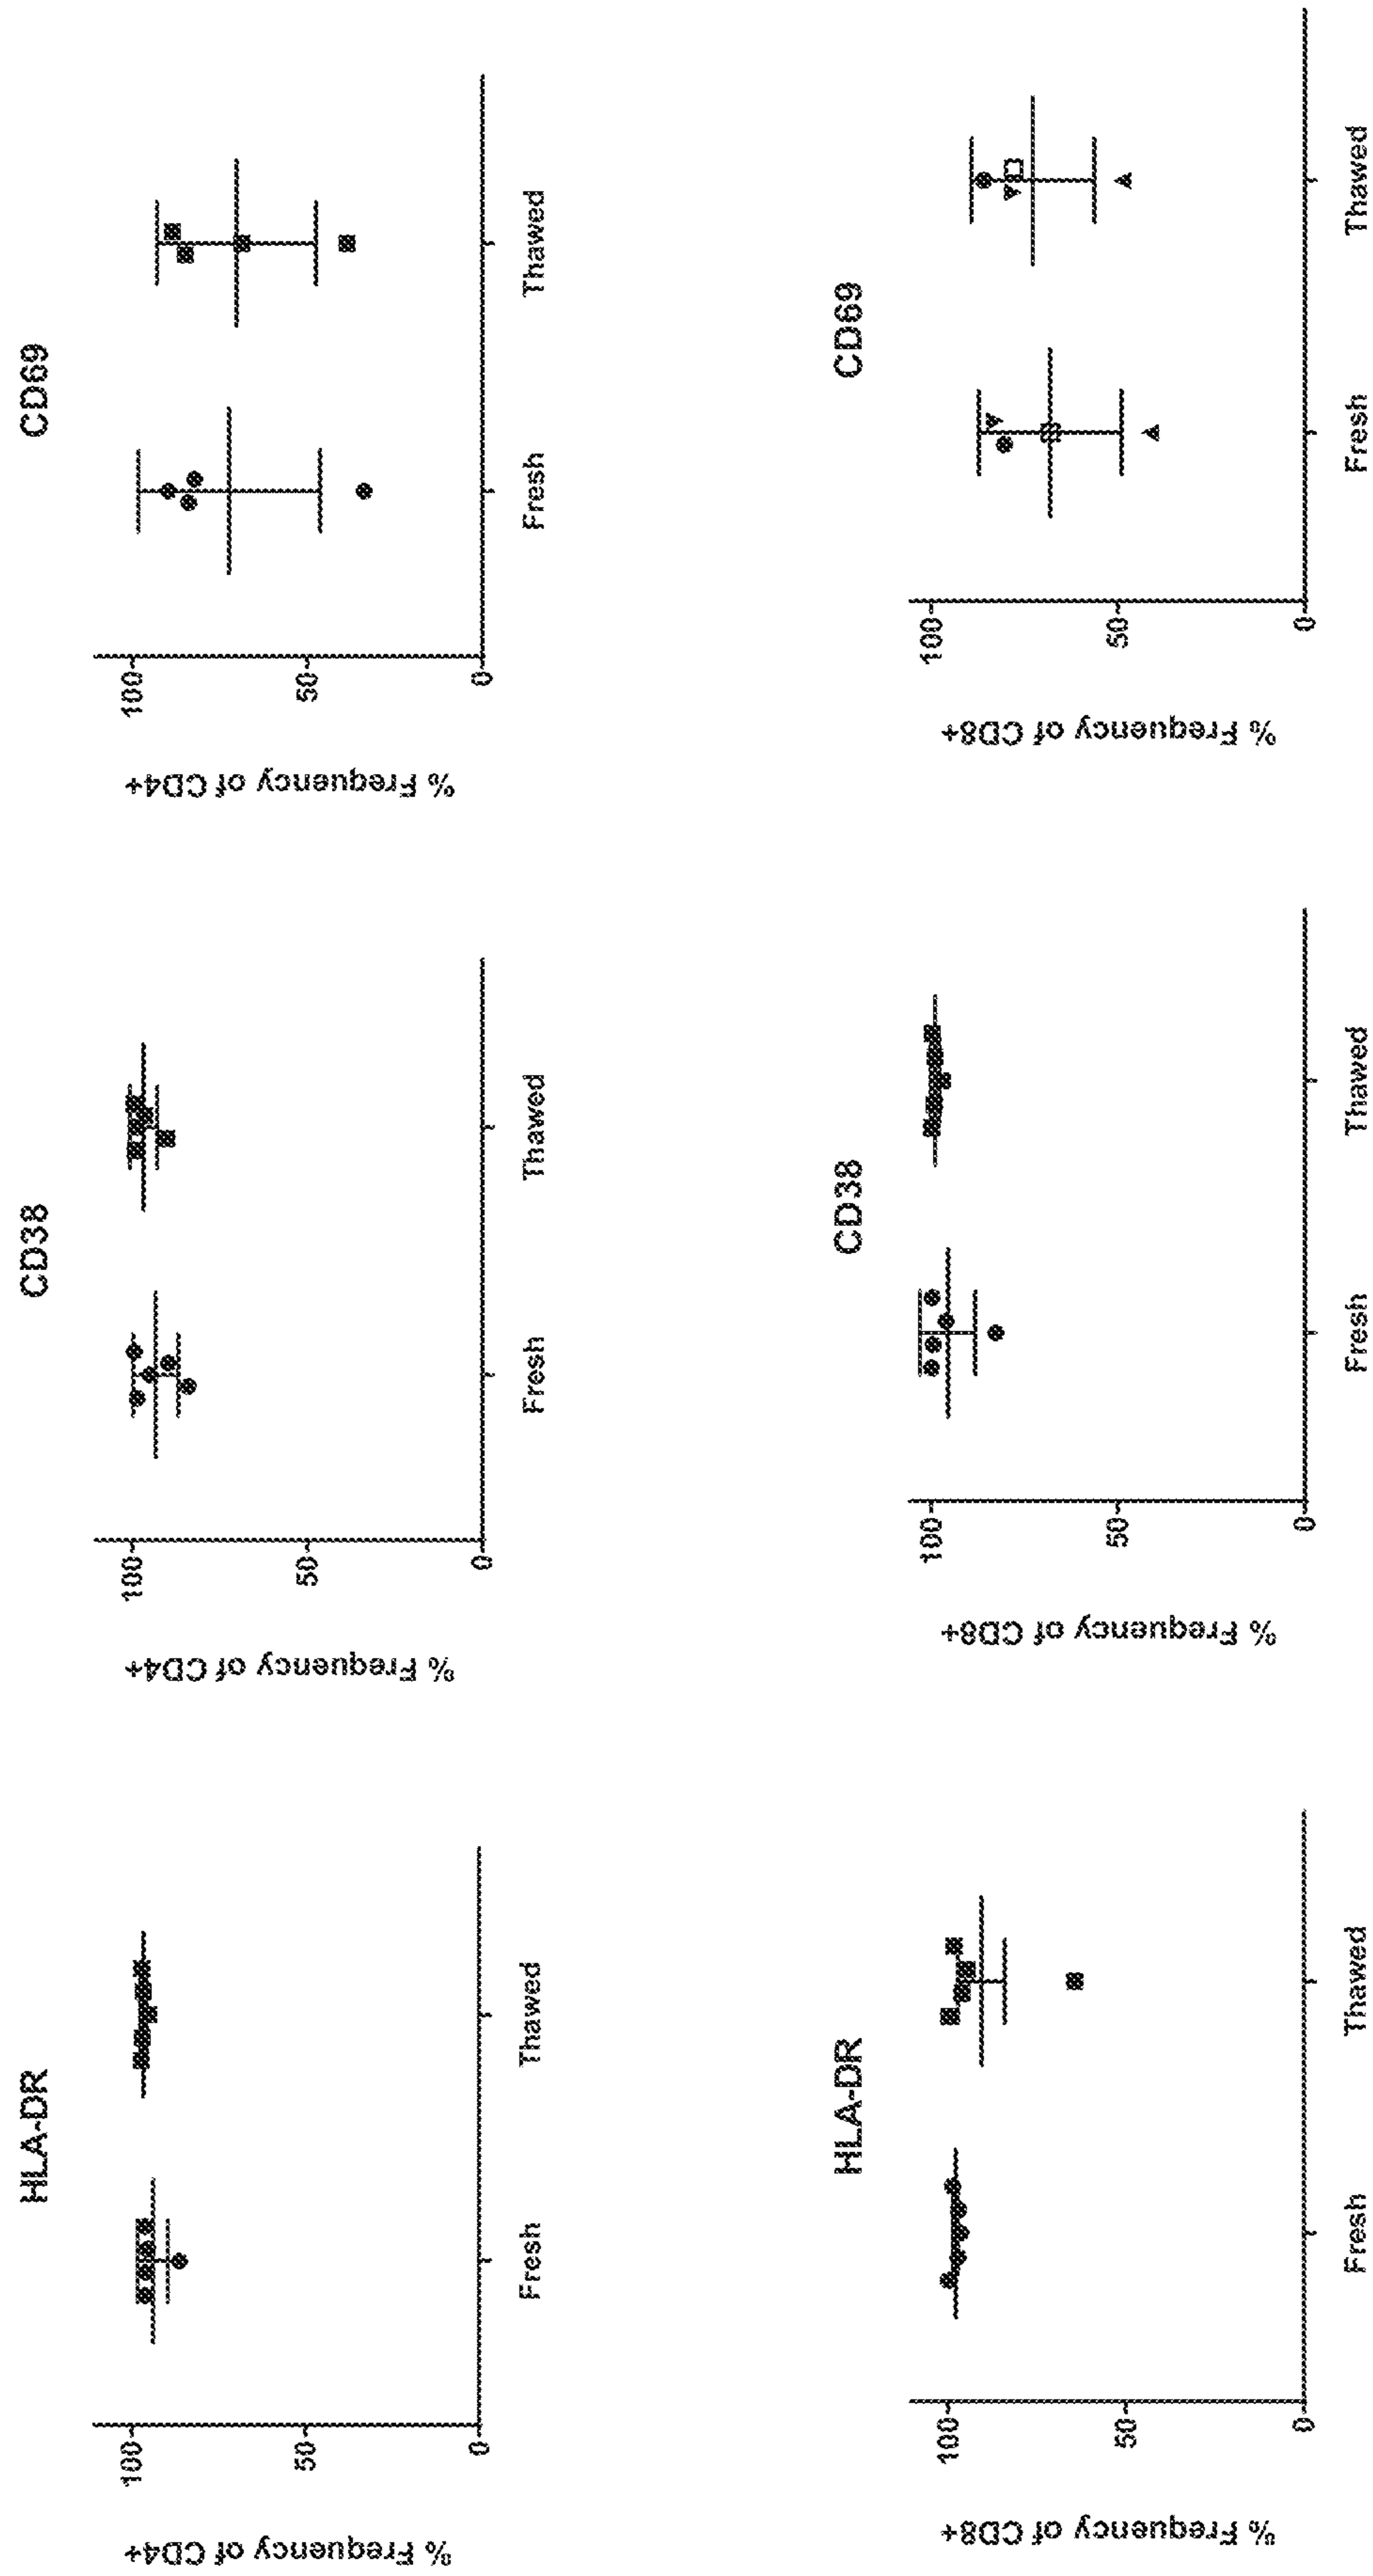 HLA-DR
% Frequency of CD4+
100
50
0
Fresh
Thawed
CD38
% Frequency of CD4+
100
50
0
Fresh
Thawed
CD69
% Frequency of CD4+
100
50
0
Fresh
Thawed
HLA-DR
% Frequency of CD8+
100
50
0
Fresh
Thawed
CD38
% Frequency of CD8+
100
50
0
Fresh
Thawed
CD69
% Frequency of CD8+
100
50
0
Fresh
Thawed